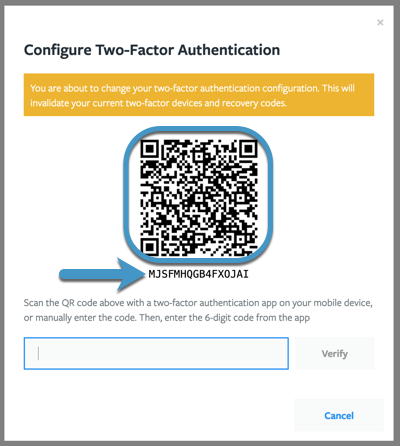 ×
Configure Two-Factor Authentication
You are about to change your two-factor authentication configuration. This will
invalidate your current two-factor devices and recovery codes.
MJSFMHQGB4FXOJAI
Scan the QR code above with a two-factor authentication app on your mobile device,
or manually enter the code. Then, enter the 6-digit code from the app
Verify
Cancel